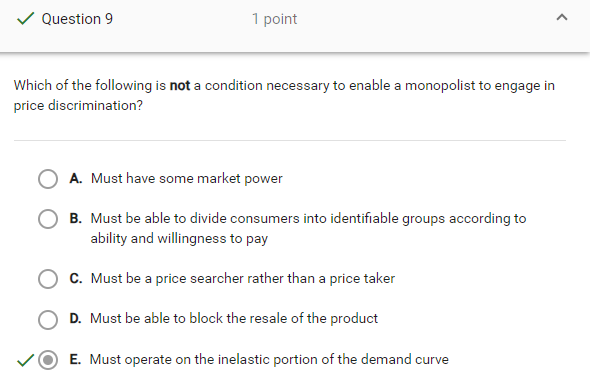 Question 9
1 point
Which of the following is not a condition necessary to enable a monopolist to engage in
price discrimination?
A. Must have some market power
B. Must be able to divide consumers into identifiable groups according to
ability and willingness to pay
C. Must be a price searcher rather than a price taker
D. Must be able to block the resale of the product
E. Must operate on the inelastic portion of the demand curve